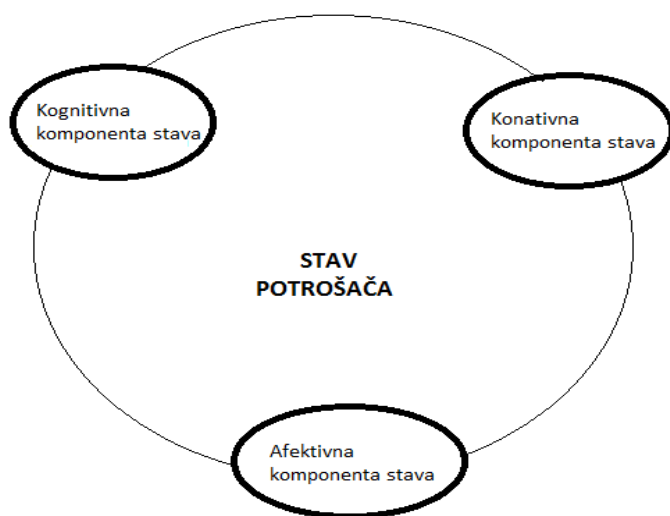 Kognitivna
komponenta stava
Konativna
komponenta stava
STAV
POTROŠAČA
Afektivna
komponenta stava